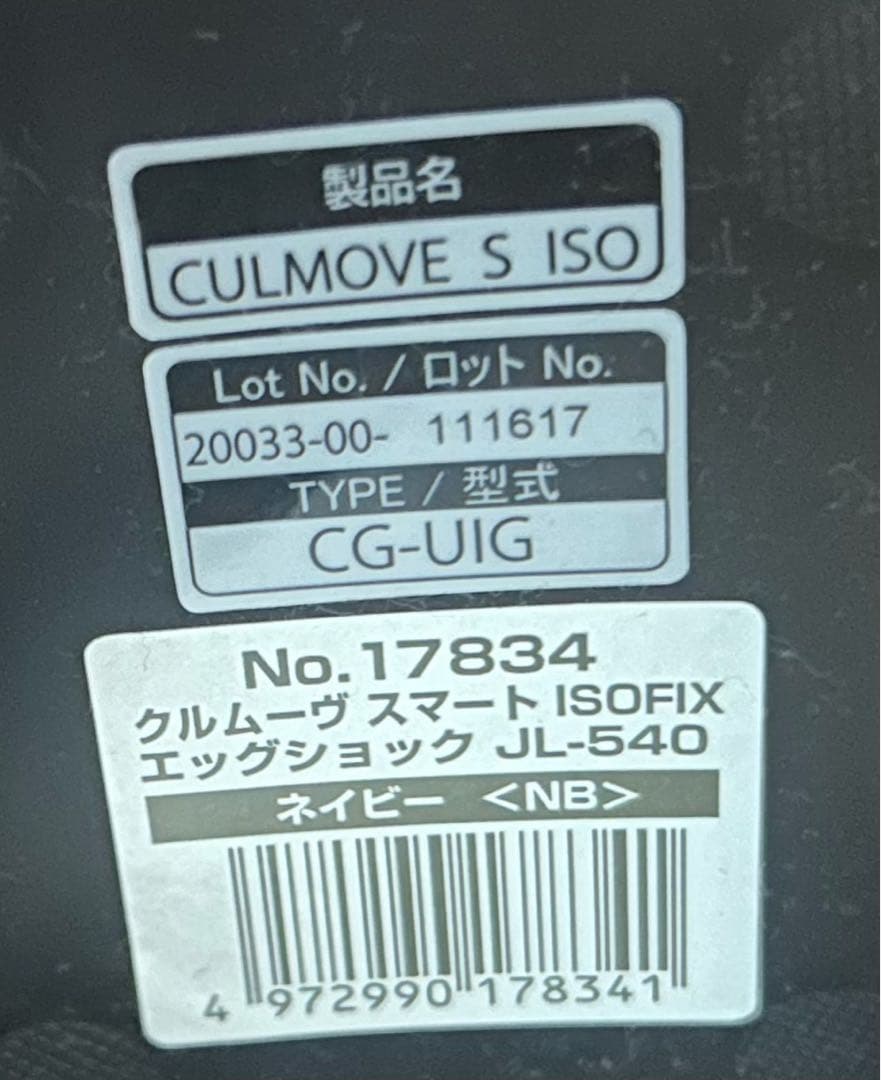 製品名
CULMOVE S ISO
Lot No. / ロット No.
20033-00- 111617
TYPE / 型式
CG-UIG
No.17834
クルムーヴ スマート ISOFIX
エッグショック JL-540
ネイビー <NB>
4 972990 178341